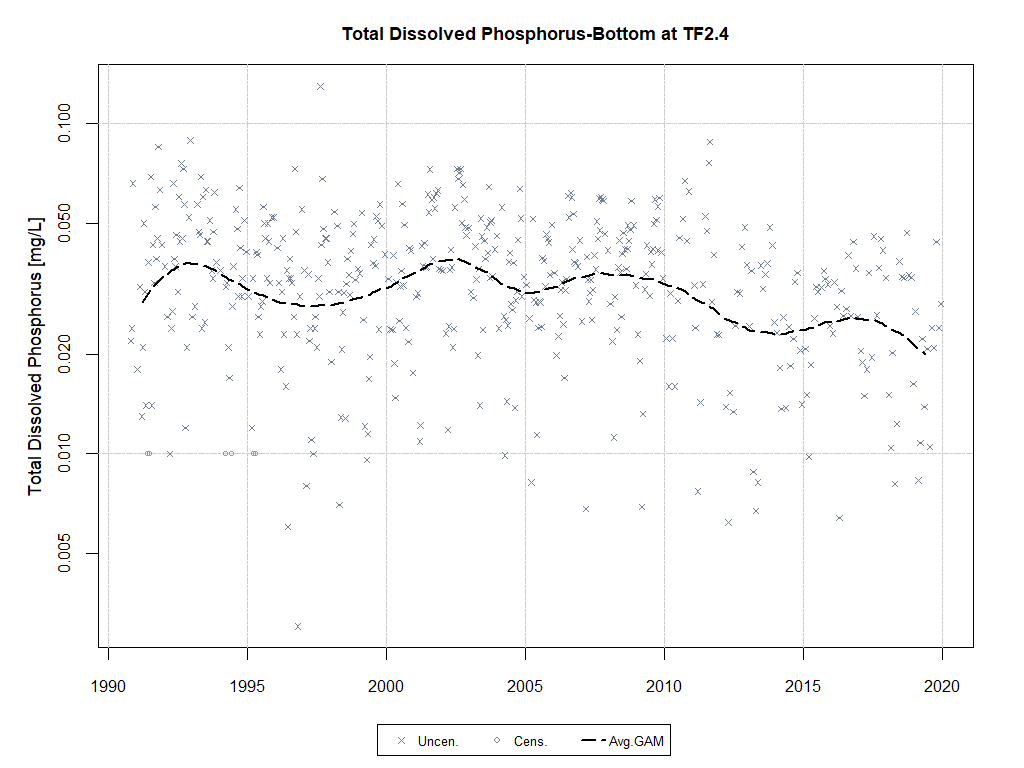 Total Dissolved Phosphorus-Bottom at TF2.4
Total Dissolved Phosphorus [mg/L]
0.100
0.050
0.020
0.010
0.005
1990 1995 2000 2005 2010 2015 2020
Uncen. Cens. Avg.GAM